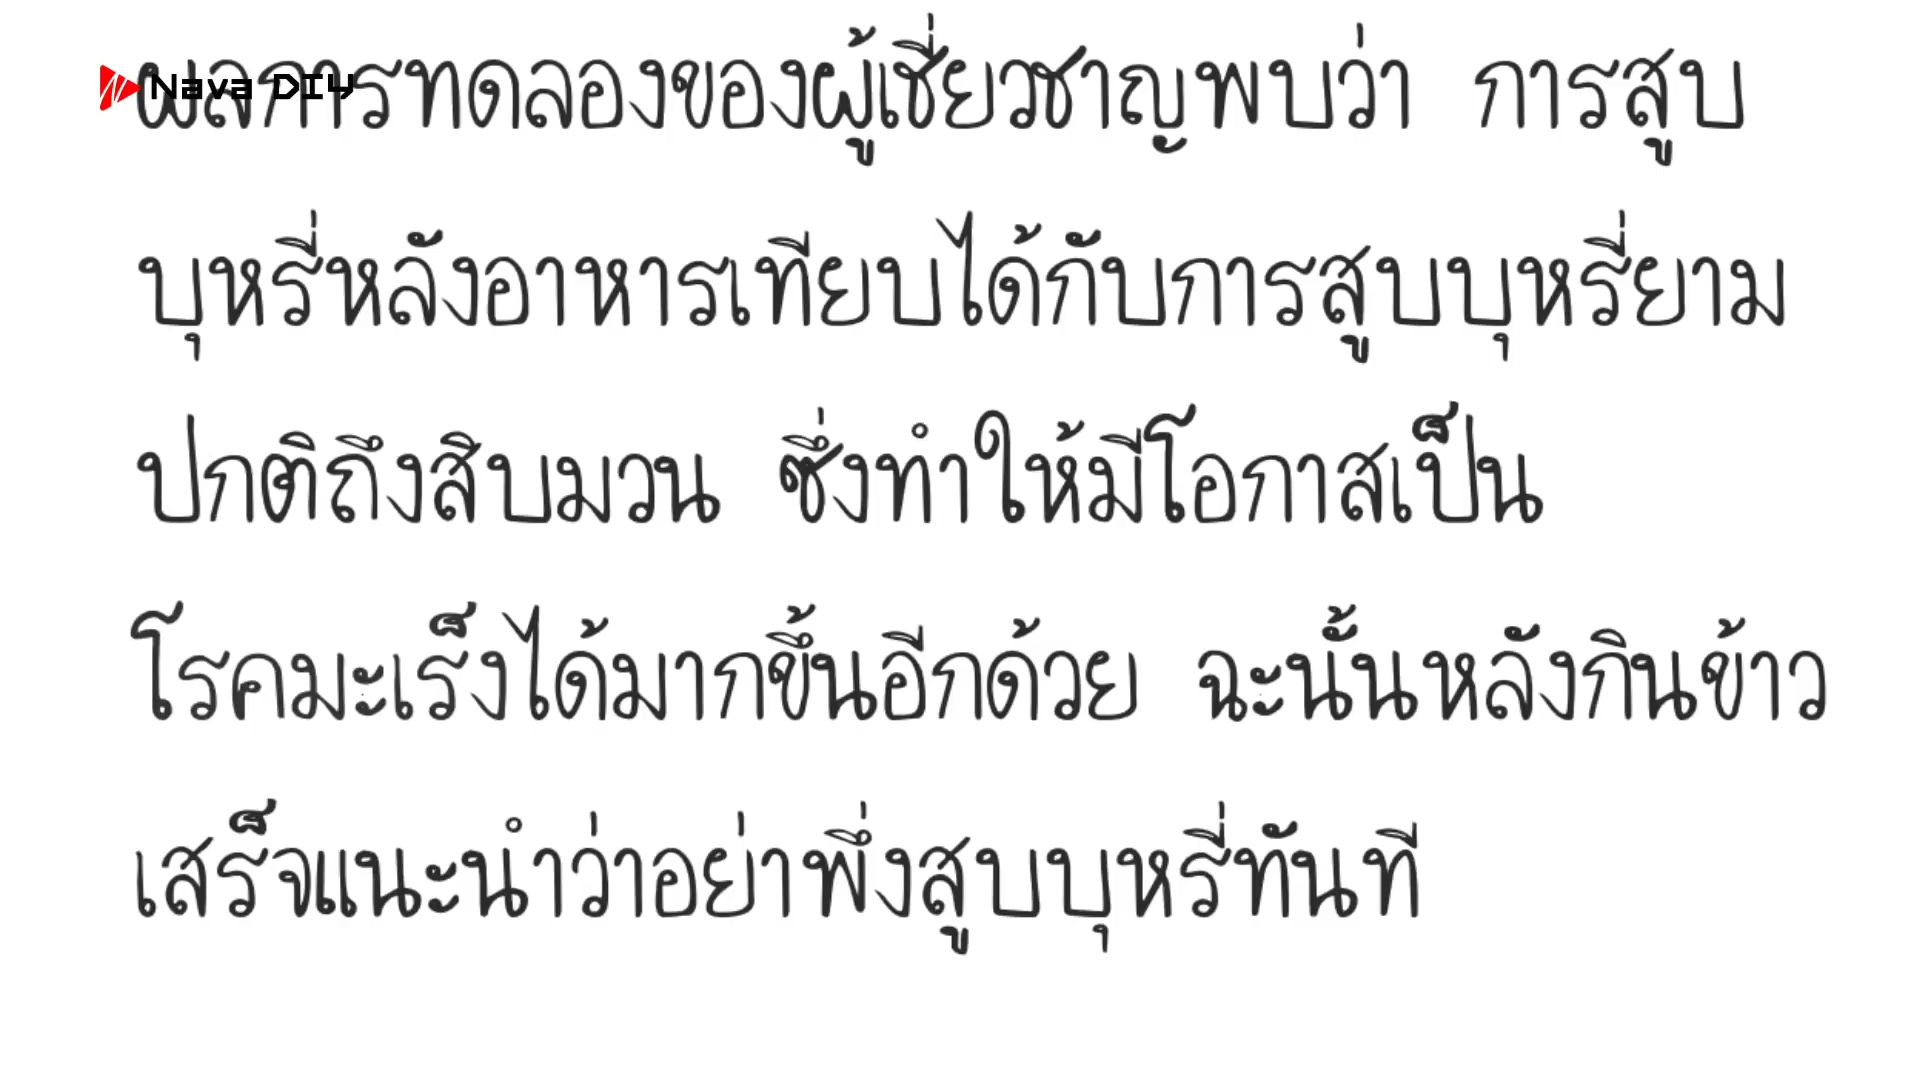 Nava DIY
ผลการทดลองของผู้เชี่ยวชาญพบว่า การสูบ
บุหรี่หลังอาหารเทียบได้กับการสูบบุหรี่ยาม
ปกติถึงสิบมวน ซึ่งทำให้มีโอกาสเป็น
โรคมะเร็งได้มากขึ้นอีกด้วย ฉะนั้นหลังกินข้าว
เสร็จแนะนำว่าอย่าพึ่งสูบบุหรี่ทันที